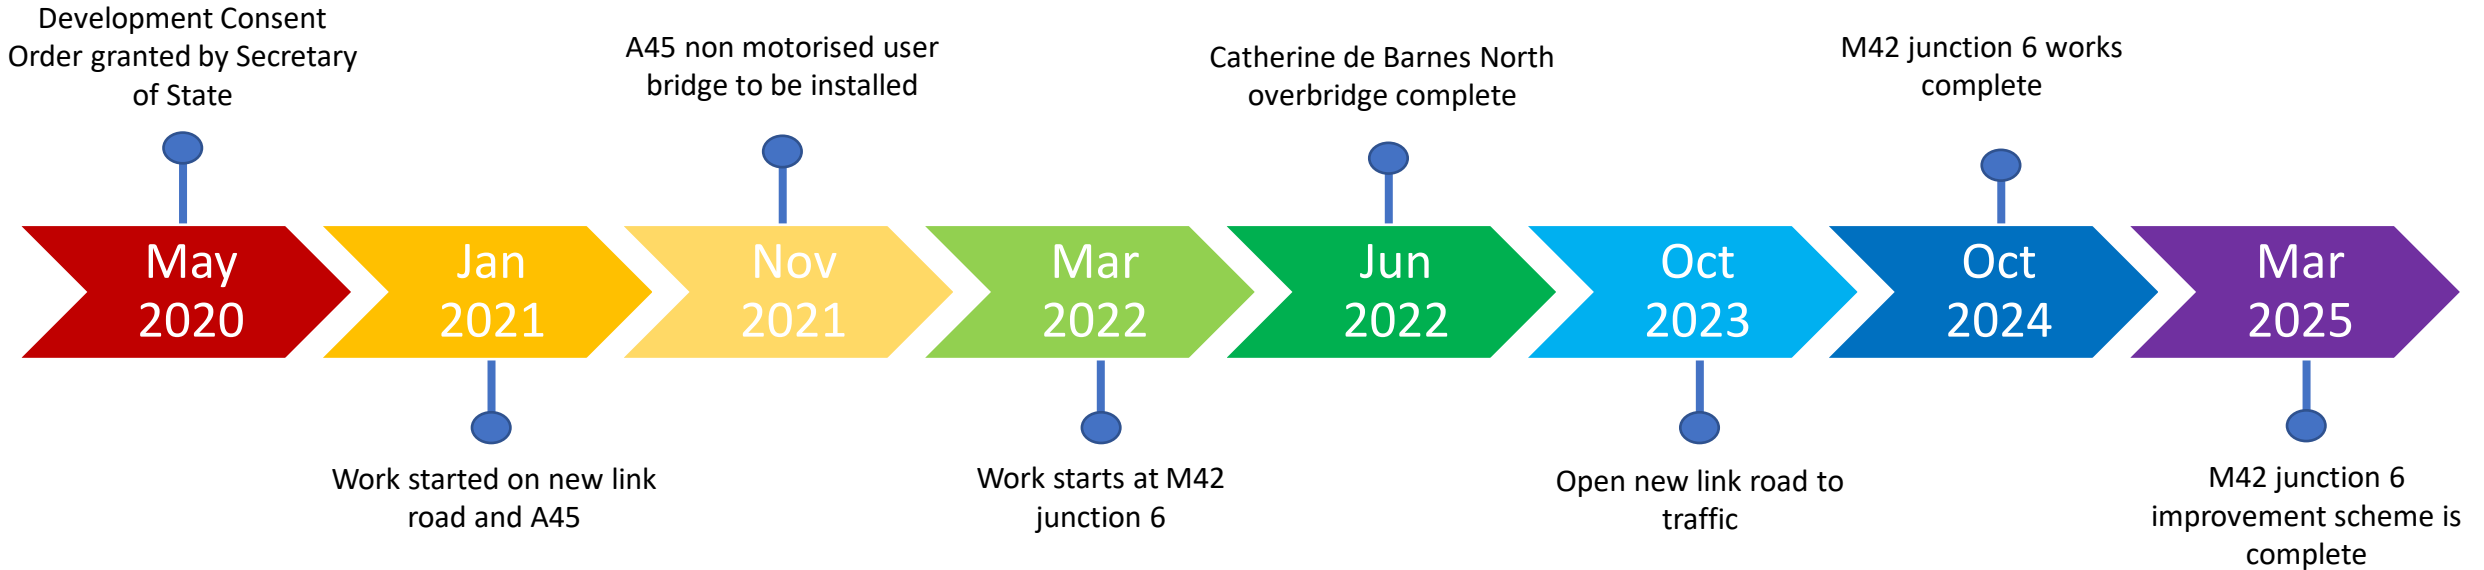 Development Consent
Order granted by Secretary
of State
A45 non motorised user
bridge to be installed
Catherine de Barnes North
overbridge complete
M42 junction 6 works
complete
May
2020
Jan
2021
Nov
2021
Mar
2022
Jun
2022
Oct
2023
Oct
2024
Mar
2025
Work started on new link
road and A45
Work starts at M42
junction 6
Open new link road to
traffic
M42 junction 6
improvement scheme is
complete